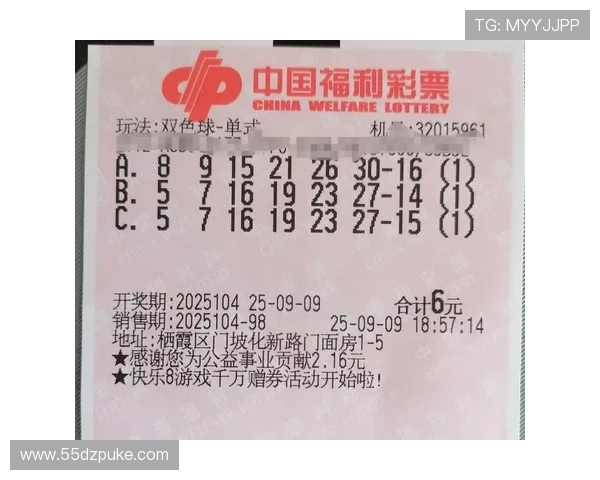 TG: MYYJJPP
中国福利彩票
CHINA WELFARE LOTTERY
玩法:双色球-单式 机号:32015961
A. 8 9 15 21 26 30-16 (1)
B. 5 7 16 19 23 27-14 (1)
C. 5 7 16 19 23 27-15 (1)
开奖期:2025104 25-09-09 合计6元
销售期:2025104-98 25-09-09 18:57:14
地址:栖霞区门坡化新路门面房1-5
★感谢您为公益事业贡献2.16元
★快乐8游戏千万赠券活动开始啦!
www.55dzpuke.com